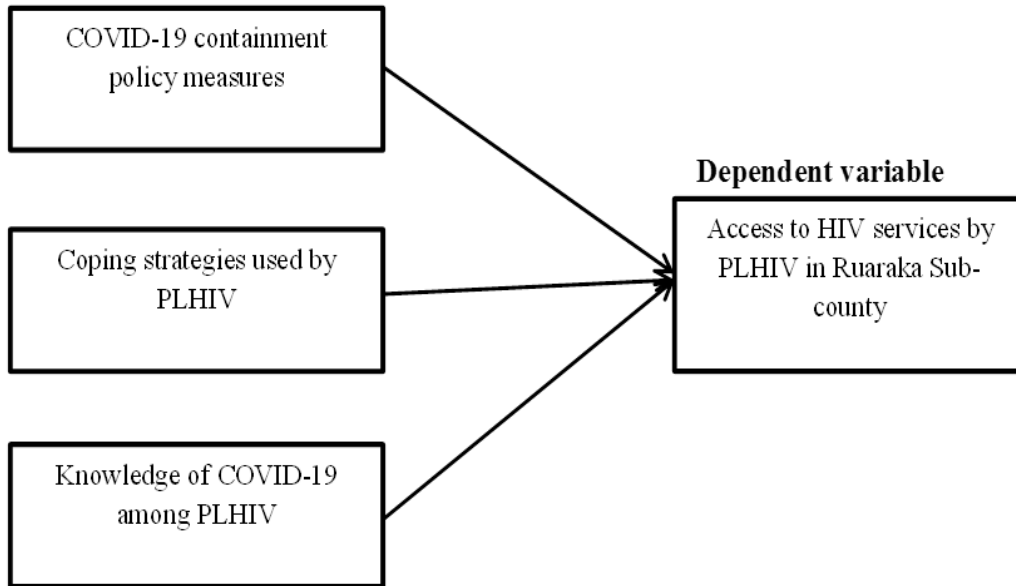 COVID-19 containment
policy measures
Dependent variable
Access to HIV services by
PLHIV in Ruaraka Sub-
county
Coping strategies used by
PLHIV
Knowledge of COVID-19
among PLHIV